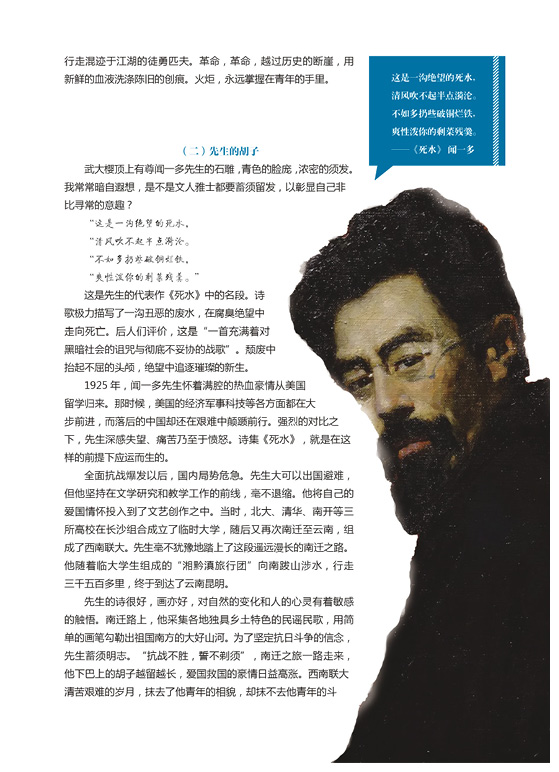 行走混迹于江湖的徒勇匹夫。革命，革命，越过历史的断崖，用
新鲜的血液洗涤陈旧的创痕。火炬，永远掌握在青年的手里。
这是一沟绝望的死水，
清风吹不起半点漪沦。
不如多扔些破铜烂铁，
爽性泼你的剩菜残羹。
——《死水》 闻一多
（二）先生的胡子
武大樱顶上有尊闻一多先生的石雕，青色的脸庞，浓密的须发。
我常常暗自遐想，是不是文人雅士都要蓄须留发，以彰显自己非
比寻常的意趣？
“这是一沟绝望的死水，
“清风吹不起半点漪沦。
“不如多扔些破铜烂铁，
“爽性泼你的剩菜残羹。”
这是先生的代表作《死水》中的名段。诗
歌极力描写了一沟丑恶的废水，在腐臭绝望中
走向死亡。后人们评价，这是“一首充满着对
黑暗社会的诅咒与彻底不妥协的战歌”。颓废中
抬起不屈的头颅，绝望中追逐璀璨的新生。
1925 年，闻一多先生怀着满腔的热血豪情从美国
留学归来。那时候，美国的经济军事科技等各方面都在大
步前进，而落后的中国却还在艰难中颠踬前行。强烈的对比之
下，先生深感失望、痛苦乃至于愤怒。诗集《死水》，就是在这
样的前提下应运而生的。
全面抗战爆发以后，国内局势危急。先生大可以出国避难，
但他坚持在文学研究和教学工作的前线，毫不退缩。他将自己的
爱国情怀投入到了文艺创作之中。当时，北大、清华、南开等三
所高校在长沙组合成立了临时大学，随后又再次南迁至云南，组
成了西南联大。先生毫不犹豫地踏上了这段遥远漫长的南迁之路。
他随着临大学生组成的“湘黔滇旅行团”向南跋山涉水，行走
三千五百多里，终于到达了云南昆明。
先生的诗很好，画亦好，对自然的变化和人的心灵有着敏感
的触悟。南迁路上，他采集各地独具乡土特色的民谣民歌，用简
单的画笔勾勒出祖国南方的大好山河。为了坚定抗日斗争的信念，
先生蓄须明志。“抗战不胜，誓不剃须”，南迁之旅一路走来，
他下巴上的胡子越留越长，爱国救国的豪情日益高涨。西南联大
清苦艰难的岁月，抹去了他青年的相貌，却抹不去他青年的斗